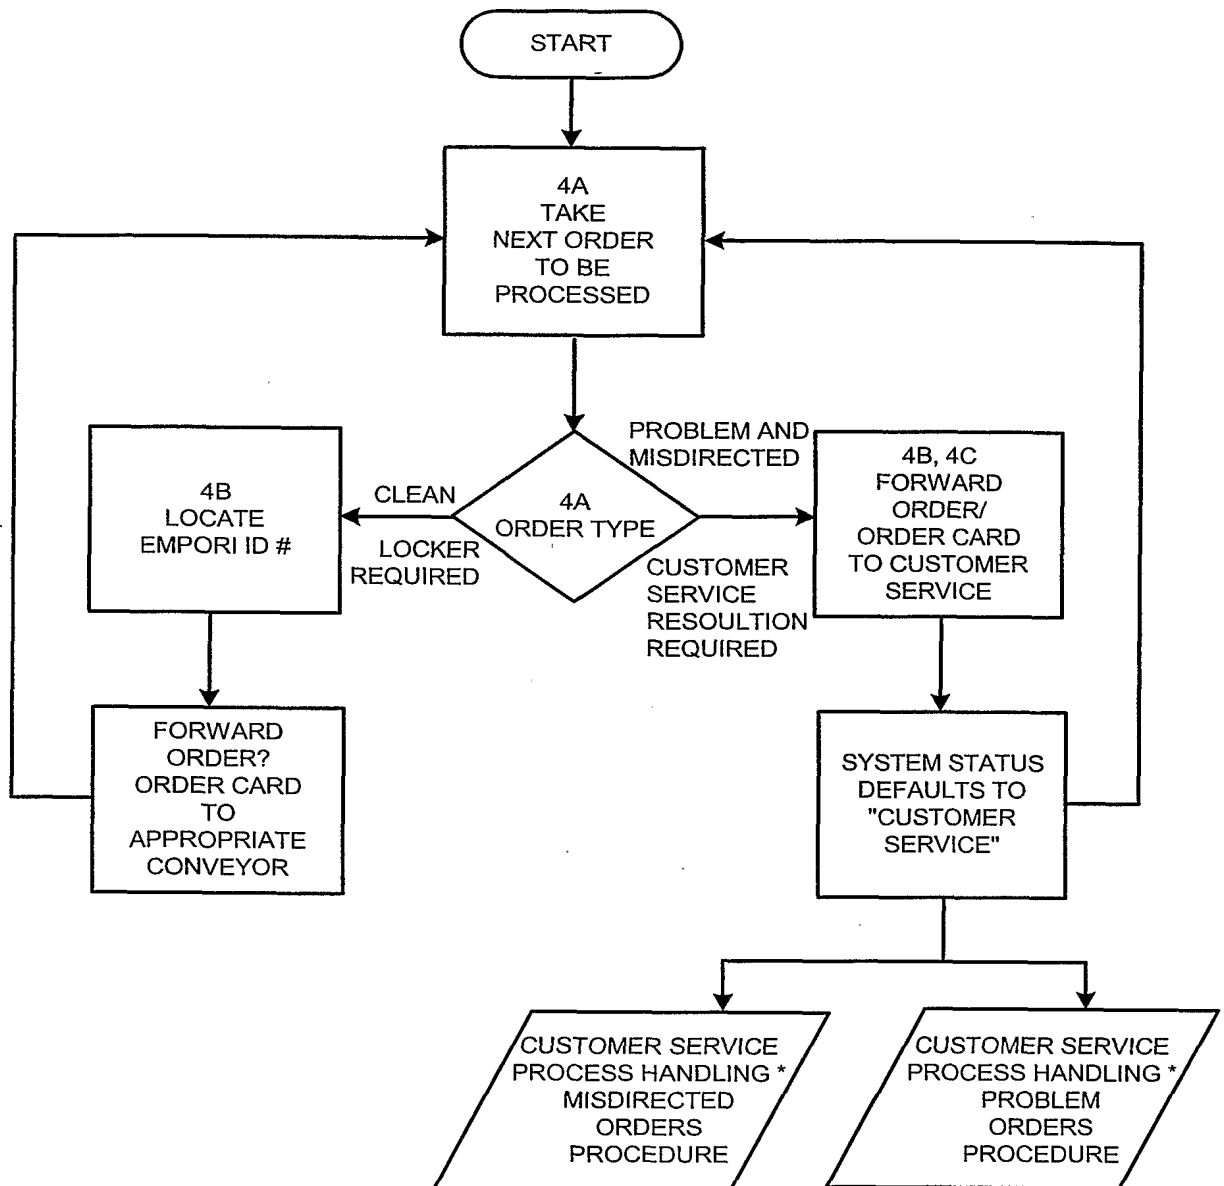 START
4A
TAKE
NEXT ORDER
TO BE
PROCESSED
PROBLEM AND
MISDIRECTED
CLEAN
LOCKER
REQUIRED
4A
ORDER TYPE
CUSTOMER
SERVICE
RESOULTION
REQUIRED
4B
LOCATE
EMPORI ID #
4B, 4C
FORWARD
ORDER/
ORDER CARD
TO CUSTOMER
SERVICE
FORWARD
ORDER?
ORDER CARD
TO
APPROPRIATE
CONVEYOR
SYSTEM STATUS
DEFAULTS TO
"CUSTOMER
SERVICE"
CUSTOMER SERVICE
PROCESS HANDLING *
MISDIRECTED
ORDERS
PROCEDURE
CUSTOMER SERVICE
PROCESS HANDLING *
PROBLEM
ORDERS
PROCEDURE